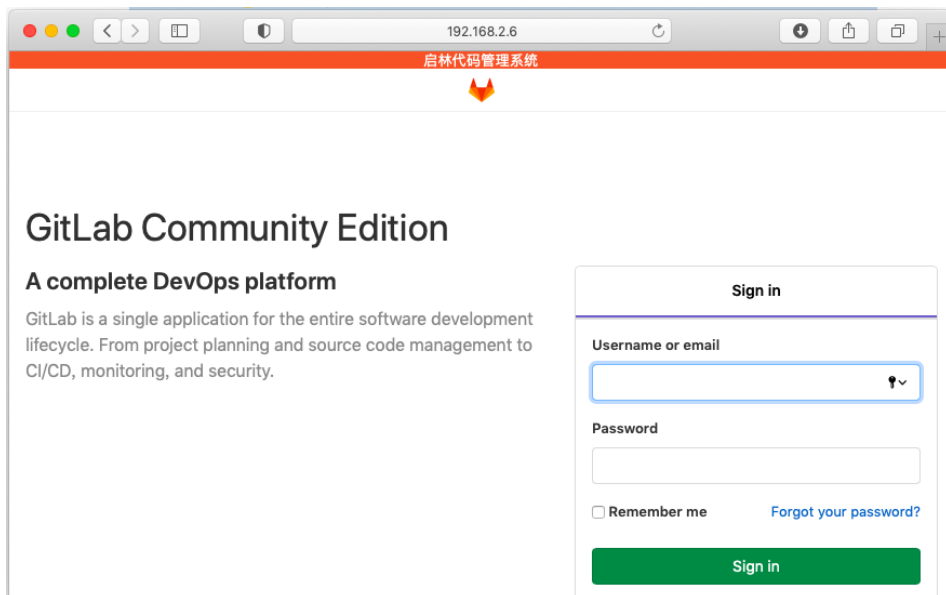 192.168.2.6
启林代码管理系统
GitLab Community Edition
A complete DevOps platform
GitLab is a single application for the entire software development
lifecycle. From project planning and source code management to
CI/CD, monitoring, and security.
Sign in
Username or email
Password
Remember me
Forgot your password?
Sign in